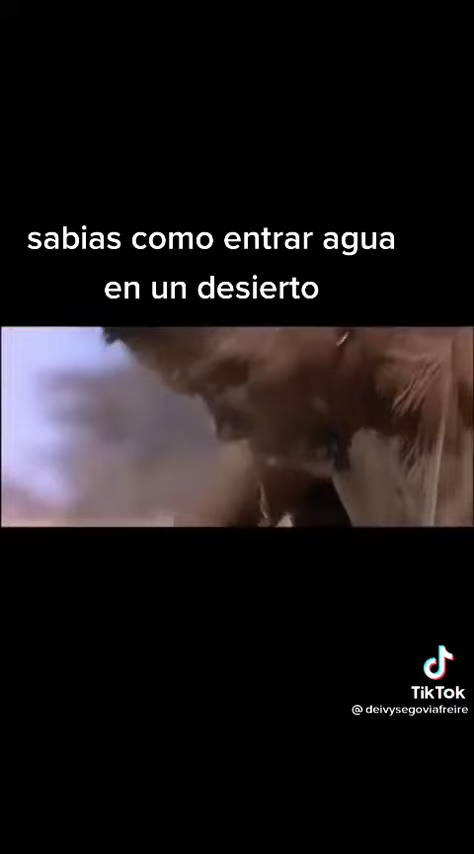 sabias como entrar agua
en un desierto
TikTok
@ deivysegoviafreire